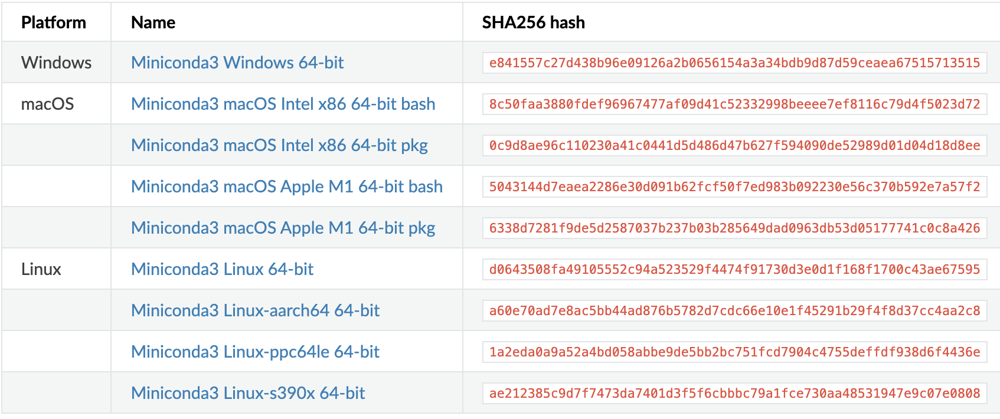 Platform Name SHA256 hash
Windows Miniconda3 Windows 64-bit e841557c27d438b96e09126a2b0656154a3a34bdb9d87d59ceaea67515713515
macOS Miniconda3 macOS Intel x86 64-bit bash 8c50faa3880fdef96967477af09d41c52332998beeee7ef8116c79d4f5023d72
Miniconda3 macOS Intel x86 64-bit pkg 0c9d8ae96c110230a41c0441d5d486d47b627f594090de52989d01d04d18d8ee
Miniconda3 macOS Apple M1 64-bit bash 5043144d7eaea2286e30d091b62fcf50f7ed983b092230e56c370b592e7a57f2
Miniconda3 macOS Apple M1 64-bit pkg 6338d7281f9de5d2587037b237b03b285649dad0963db53d05177741c0c8a426
Linux Miniconda3 Linux 64-bit d0643508fa49105552c94a523529f4474f91730d3e0d1f168f1700c43ae67595
Miniconda3 Linux-aarch64 64-bit a60e70ad7e8ac5bb44ad876b5782d7cdc66e10e1f45291b29f4f8d37cc4aa2c8
Miniconda3 Linux-ppc64le 64-bit 1a2eda0a9a52a4bd058abbe9de5bb2bc751fcd7904c4755deffdf938d6f4436e
Miniconda3 Linux-s390x 64-bit ae212385c9d7f7473da7401d3f5f6cbbbc79a1fce730aa48531947e9c07e0808